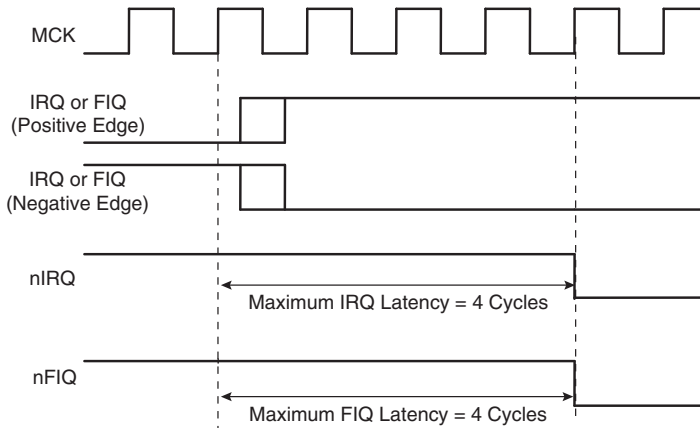 MCK
IRQ or FIQ
(Positive Edge)
IRQ or FIQ
(Negative Edge)
nIRQ
Maximum IRQ Latency = 4 Cycles
nFIQ
Maximum FIQ Latency = 4 Cycles